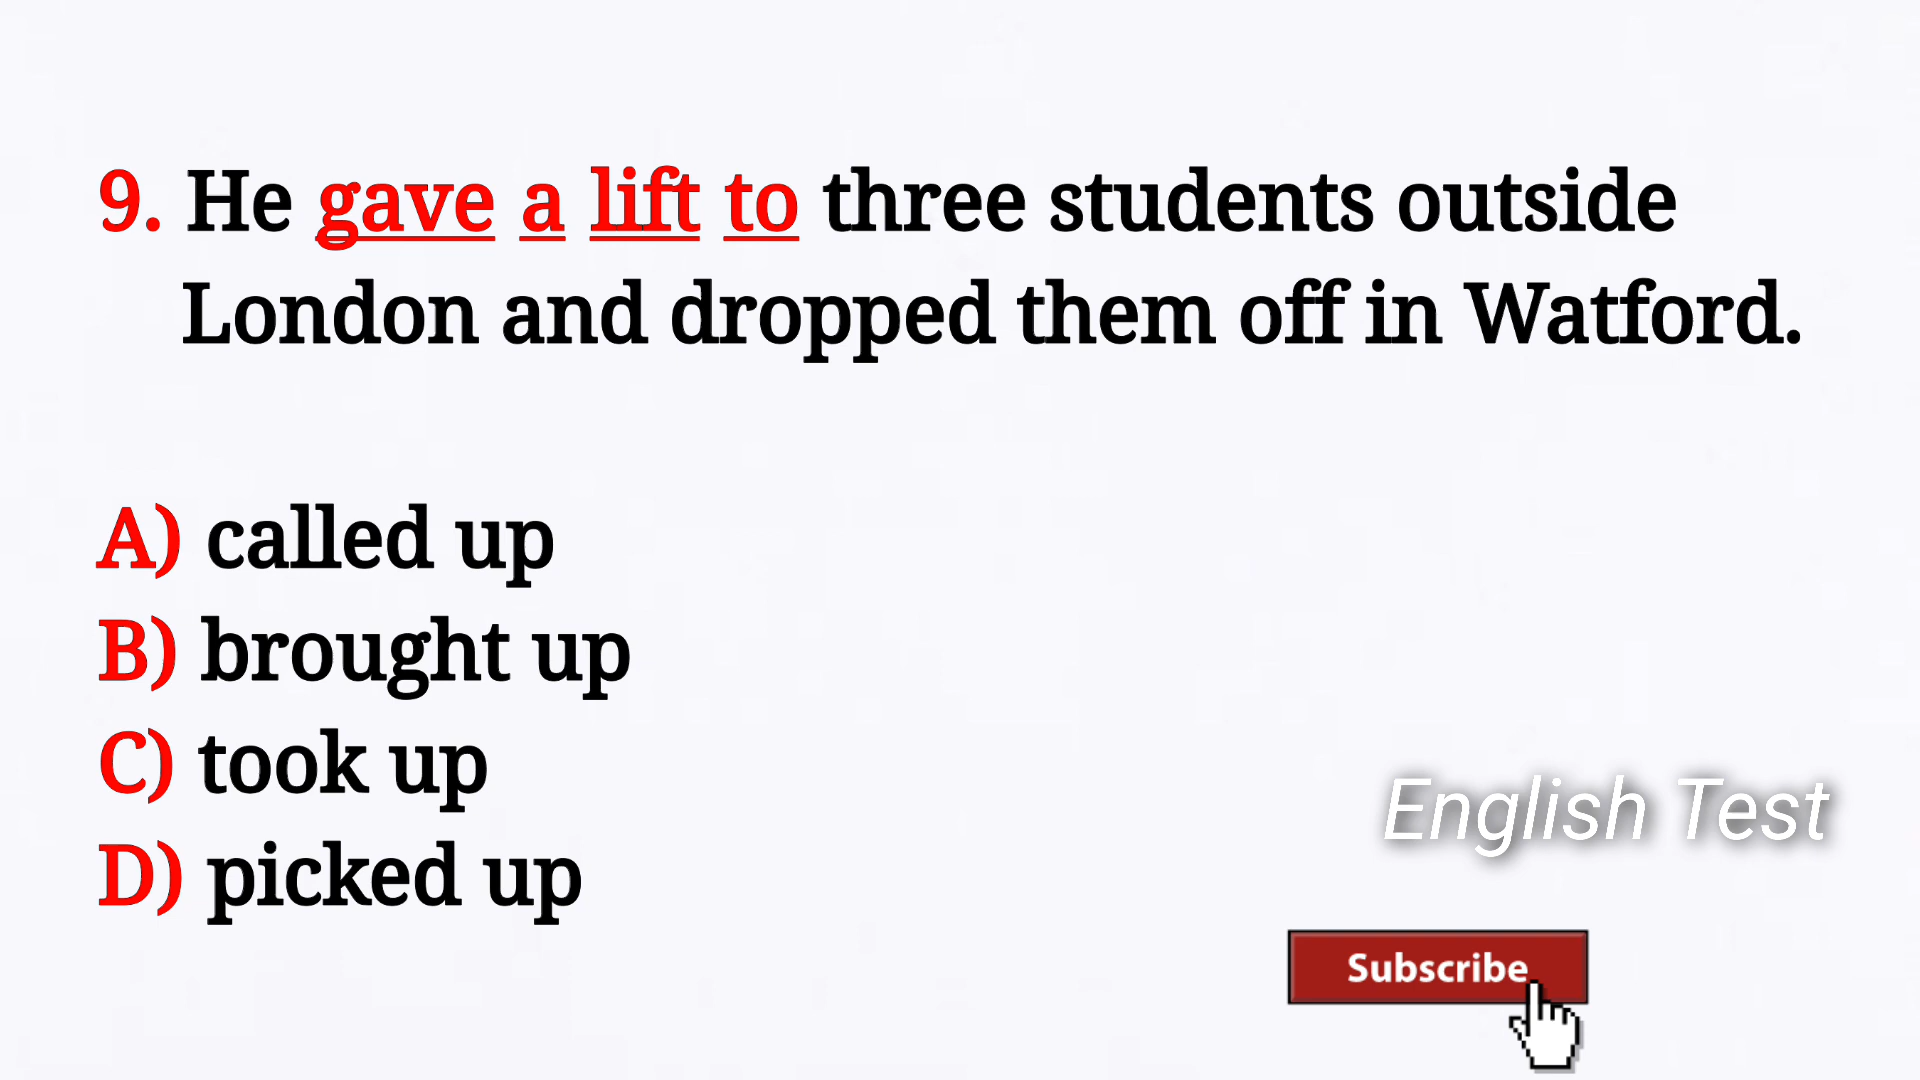 9. He gave a lift to three students outside
London and dropped them off in Watford.
A) called up
B) brought up
C) took up
D) picked up
English Test
Subscribe